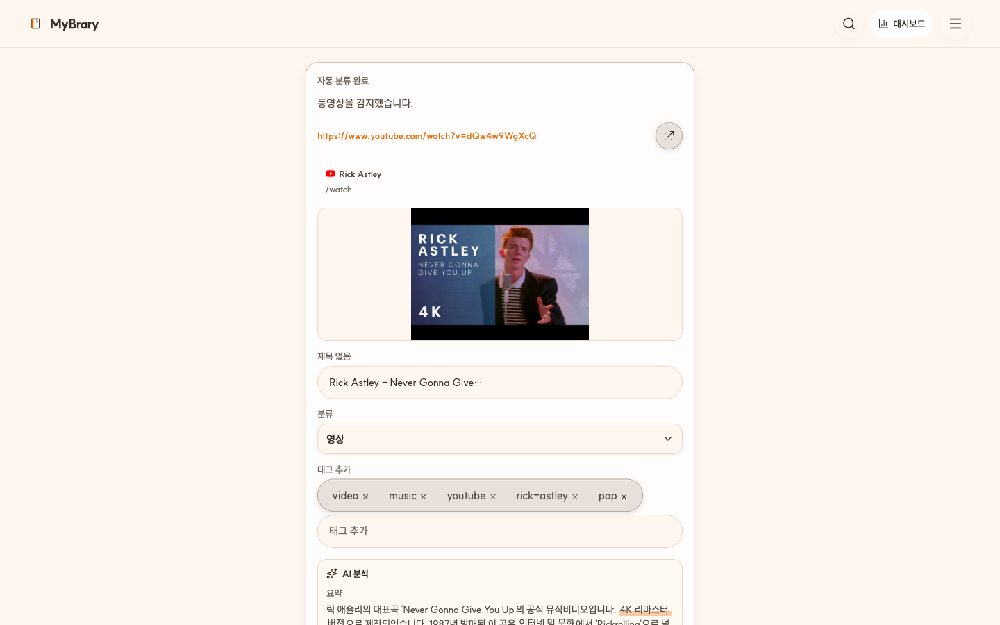 MyBrary
대시보드
자동 분류 완료
동영상을 감지했습니다.
https://www.youtube.com/watch?v=dQw4w9WgXcQ
Rick Astley
/watch
RICK
ASTLEY
NEVER GONNA
GIVE YOU UP
4K
제목 없음
Rick Astley - Never Gonna Give…
분류
영상
태그 추가
video × music × youtube × rick-astley × pop ×
태그 추가
AI 분석
요약
릭 애슐리의 대표곡 'Never Gonna Give You Up'의 공식 뮤직비디오입니다. 4K 리마스터
버전으로 제작되었습니다. 1987년 발매된 이 곡은 인터넷 밈 문화에서 'Rickrolling'으로 널